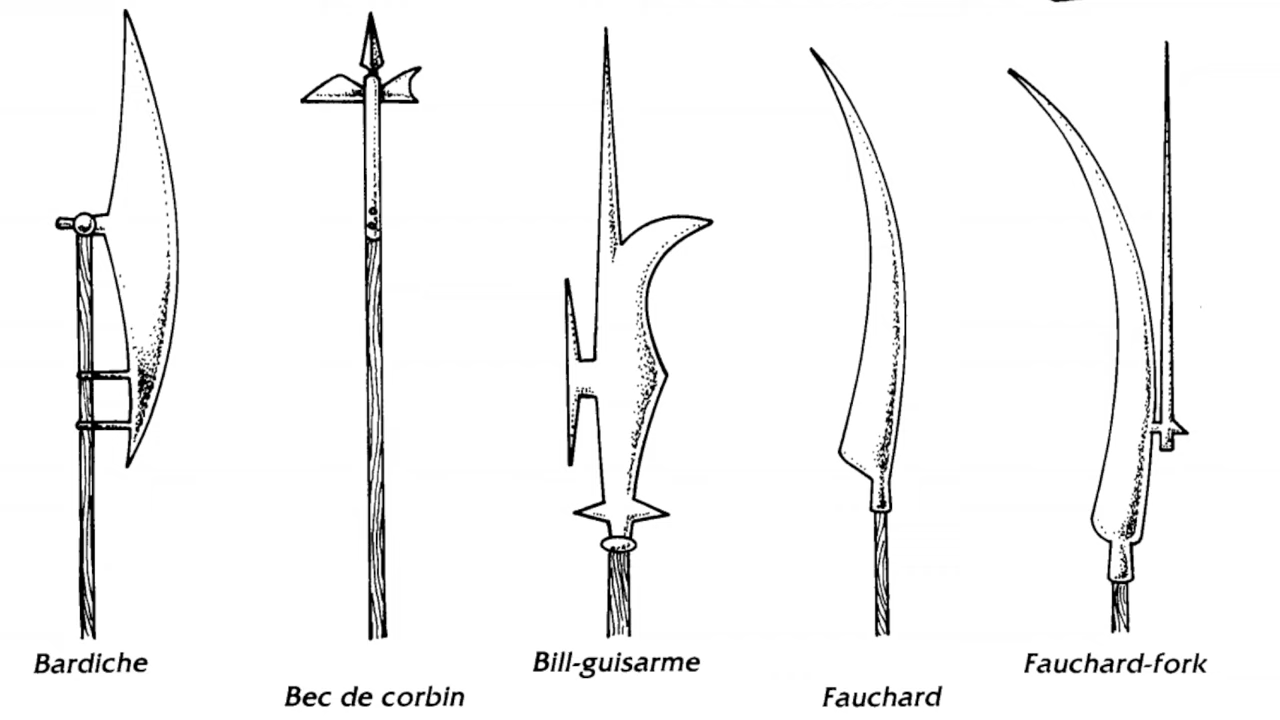 Bardiche
Bec de corbin
Bill-guisarme
Fauchard
Fauchard-fork